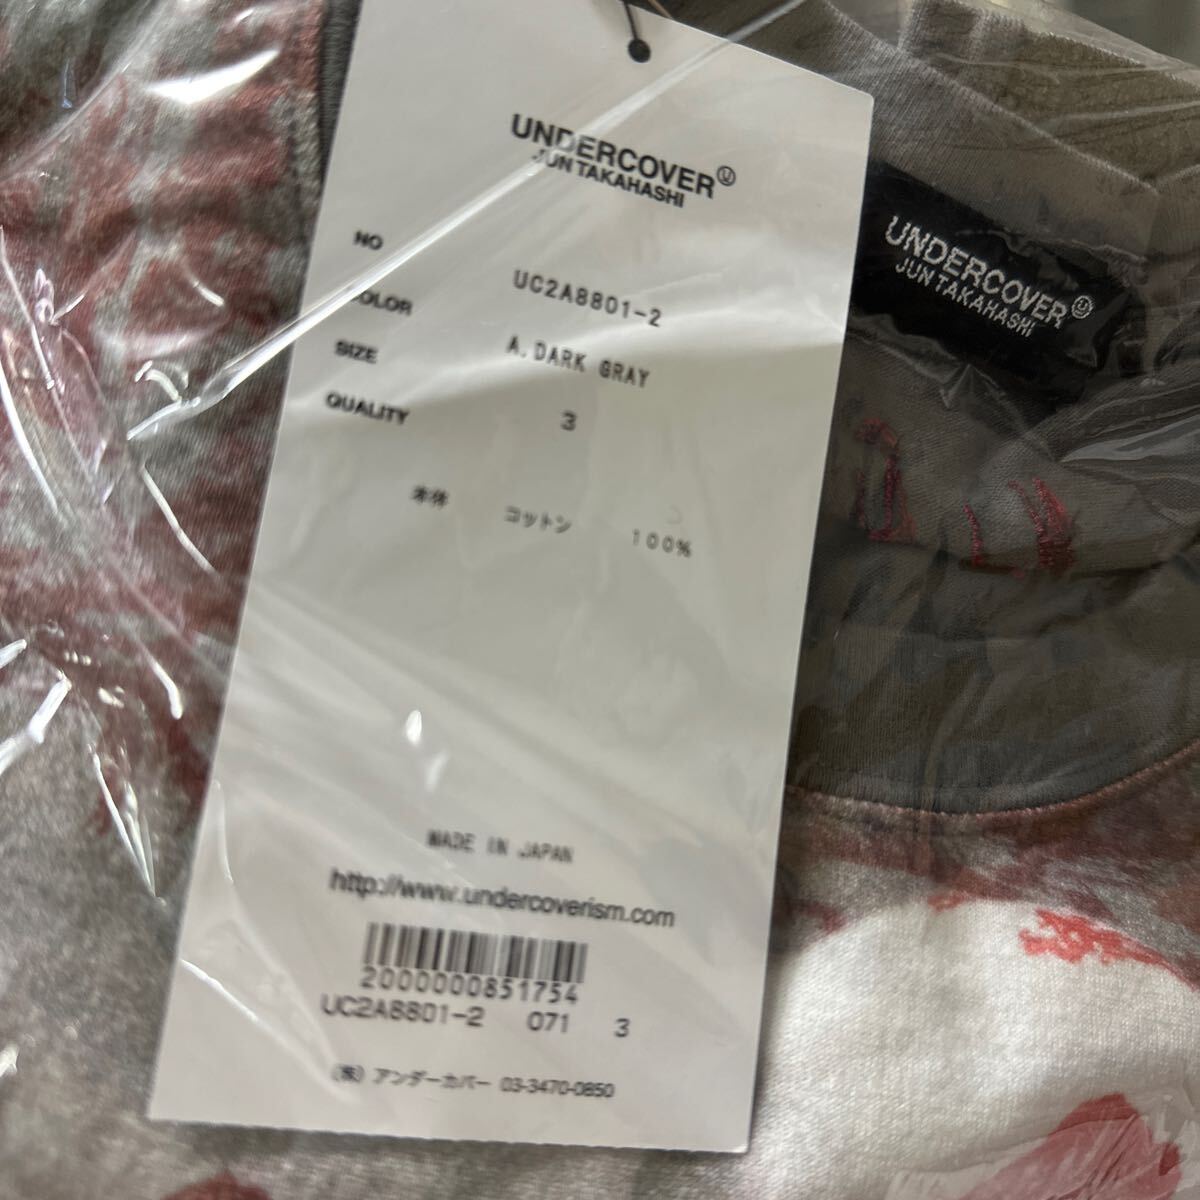 UNDERCOVER
JUN TAKAHASHI
NO UC2A8801-2
COLOR A.DARK GRAY
SIZE 3
QUALITY
本体 コットン 100%
MADE IN JAPAN
http://www.undercoverism.com
2000000851754
UC2A8801-2 071 3
(株) アンダーカバー 03-3470-0850
UNDERCOVER
JUN TAKAHASHI